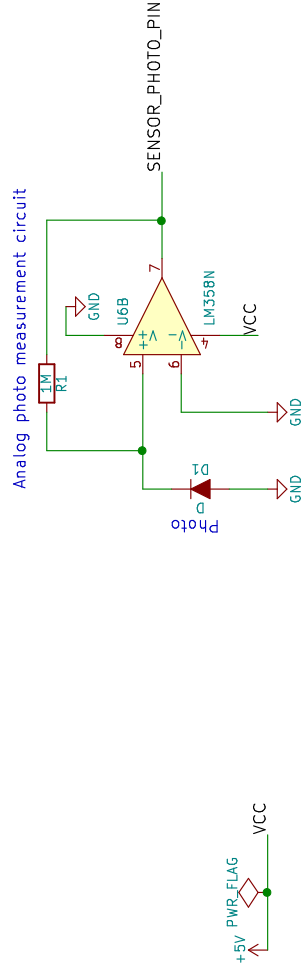 SENSOR_PHOTO_PIN
Analog photo measurement circuit
7
GND
U6B
LM358N
VCC
8
+
V+
-
V-
4
5
6
1M
R1
GND
D1
D
GND
Photo
VCC
PWR_FLAG
+5V